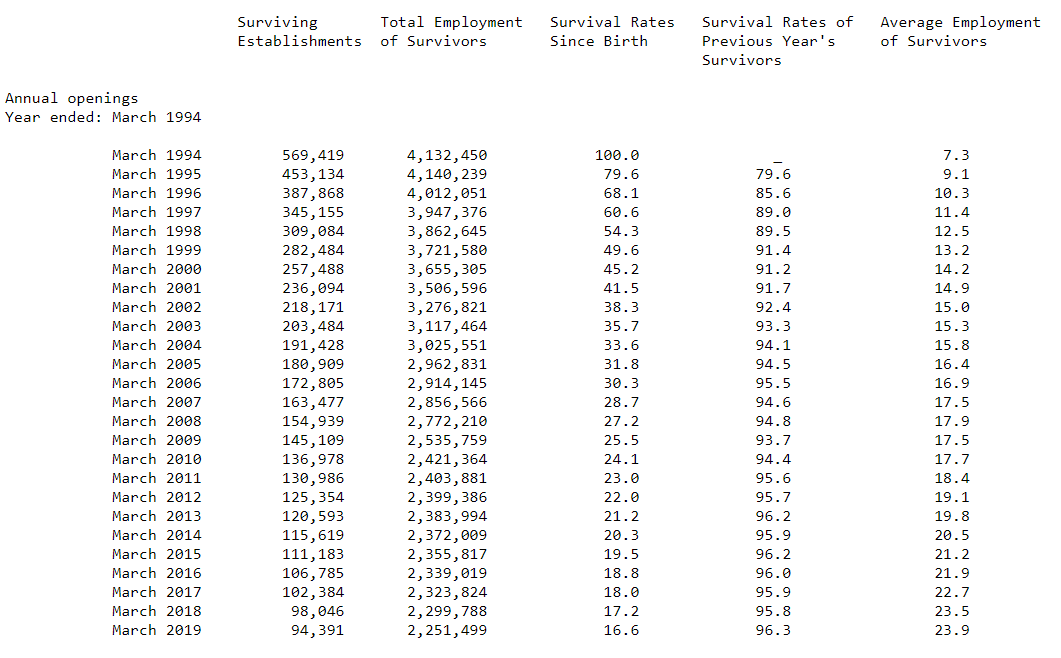 Surviving Total Employment Survival Rates Survival Rates of Average Employment
Establishments of Survivors Since Birth Previous Year's of Survivors
Survivors
Annual openings
Year ended: March 1994
March 1994 569,419 4,132,450 100.0 _ 7.3
March 1995 453,134 4,140,239 79.6 79.6 9.1
March 1996 387,868 4,012,051 68.1 85.6 10.3
March 1997 345,155 3,947,376 60.6 89.0 11.4
March 1998 309,084 3,862,645 54.3 89.5 12.5
March 1999 282,484 3,721,580 49.6 91.4 13.2
March 2000 257,488 3,655,305 45.2 91.2 14.2
March 2001 236,094 3,506,596 41.5 91.7 14.9
March 2002 218,171 3,276,821 38.3 92.4 15.0
March 2003 203,484 3,117,464 35.7 93.3 15.3
March 2004 191,428 3,025,551 33.6 94.1 15.8
March 2005 180,909 2,962,831 31.8 94.5 16.4
March 2006 172,805 2,914,145 30.3 95.5 16.9
March 2007 163,477 2,856,566 28.7 94.6 17.5
March 2008 154,939 2,772,210 27.2 94.8 17.9
March 2009 145,109 2,535,759 25.5 93.7 17.5
March 2010 136,978 2,421,364 24.1 94.4 17.7
March 2011 130,986 2,403,881 23.0 95.6 18.4
March 2012 125,354 2,399,386 22.0 95.7 19.1
March 2013 120,593 2,383,994 21.2 96.2 19.8
March 2014 115,619 2,372,009 20.3 95.9 20.5
March 2015 111,183 2,355,817 19.5 96.2 21.2
March 2016 106,785 2,339,019 18.8 96.0 21.9
March 2017 102,384 2,323,824 18.0 95.9 22.7
March 2018 98,046 2,299,788 17.2 95.8 23.5
March 2019 94,391 2,251,499 16.6 96.3 23.9